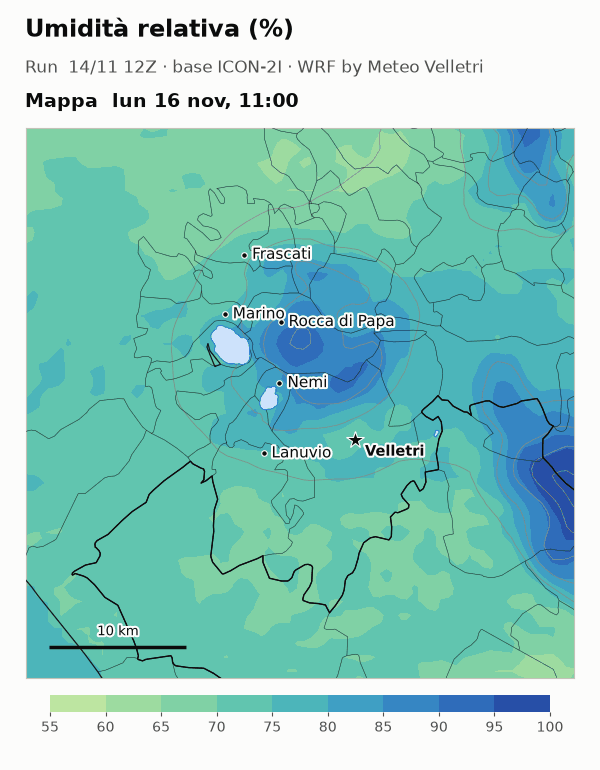 Umidità relativa (%)
Run  14/11 12Z · base ICON-2I · WRF by Meteo Velletri
Mappa  lun 16 nov, 11:00
Frascati
Marino
Rocca di Papa
Nemi
Velletri
Lanuvio
10 km
55 60 65 70 75 80 85 90 95 100